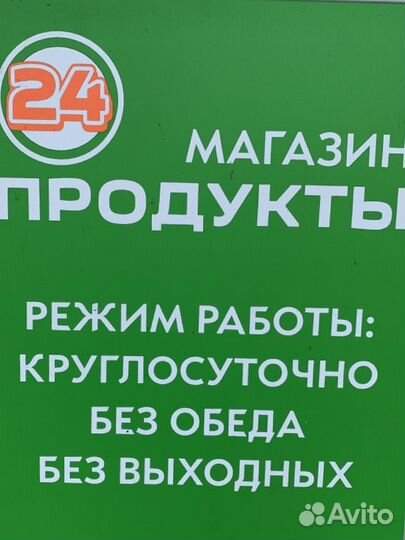 24
МАГАЗИН
ПРОДУКТЫ
РЕЖИМ РАБОТЫ:
КРУГЛОСУТОЧНО
БЕЗ ОБЕДА
БЕЗ ВЫХОДНЫХ
Avito